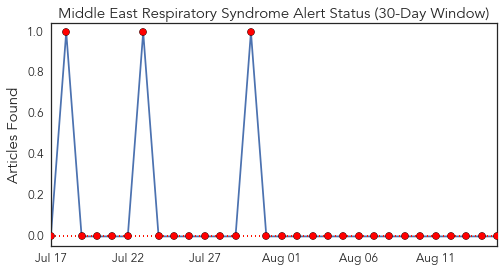 Middle East Respiratory Syndrome Alert Status (30-Day Window)
Articles Found
1.0
0.8
0.6
0.4
0.2
0.0
Jul 17 Jul 22 Jul 27 Aug 01 Aug 06 Aug 11